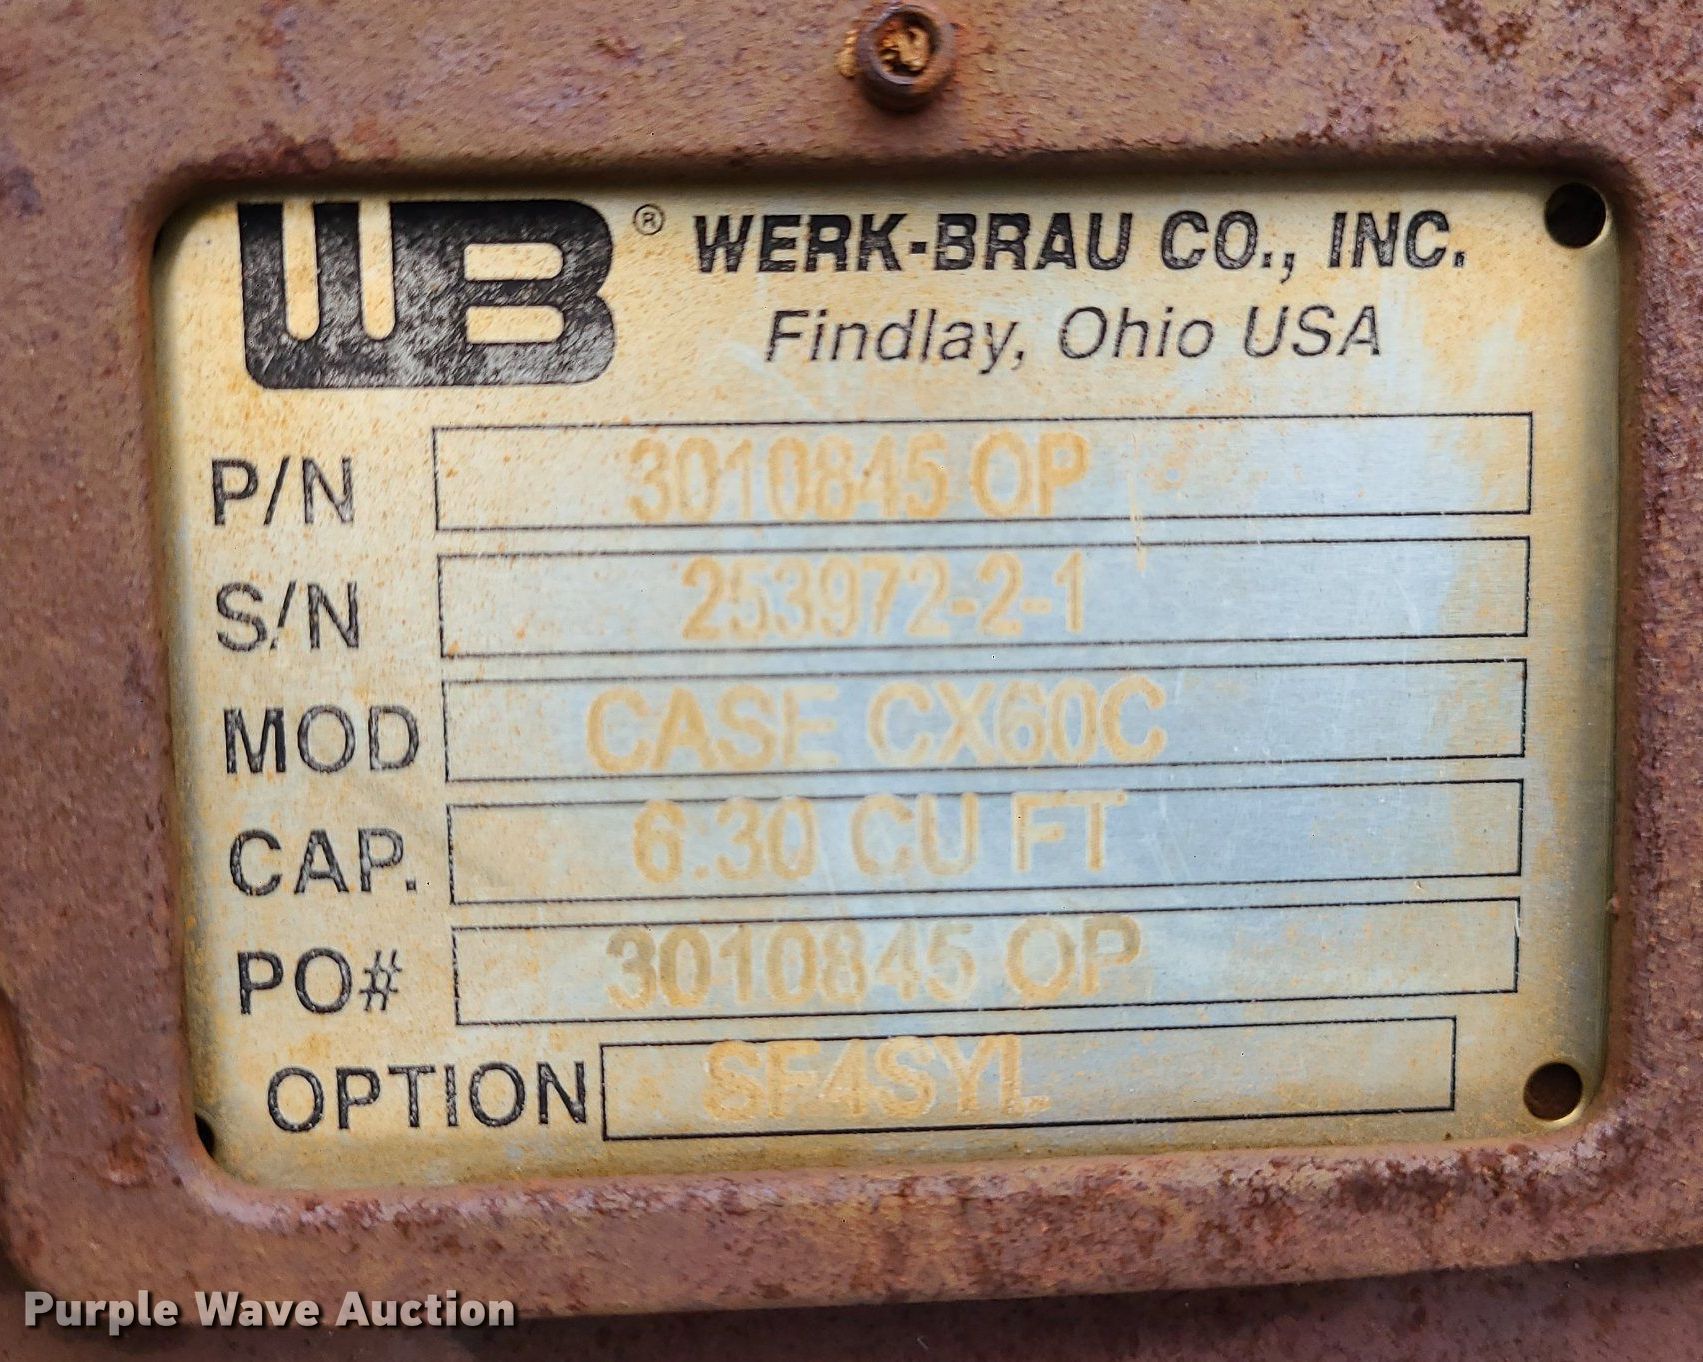 WB® WERK-BRAU CO., INC.
Findlay, Ohio USA
P/N 3010845 OP
S/N 253972-2-1
MOD CASE CX60C
CAP. 6.30 CU FT
PO# 3010845 OP
OPTION SF4SYL
Purple Wave Auction